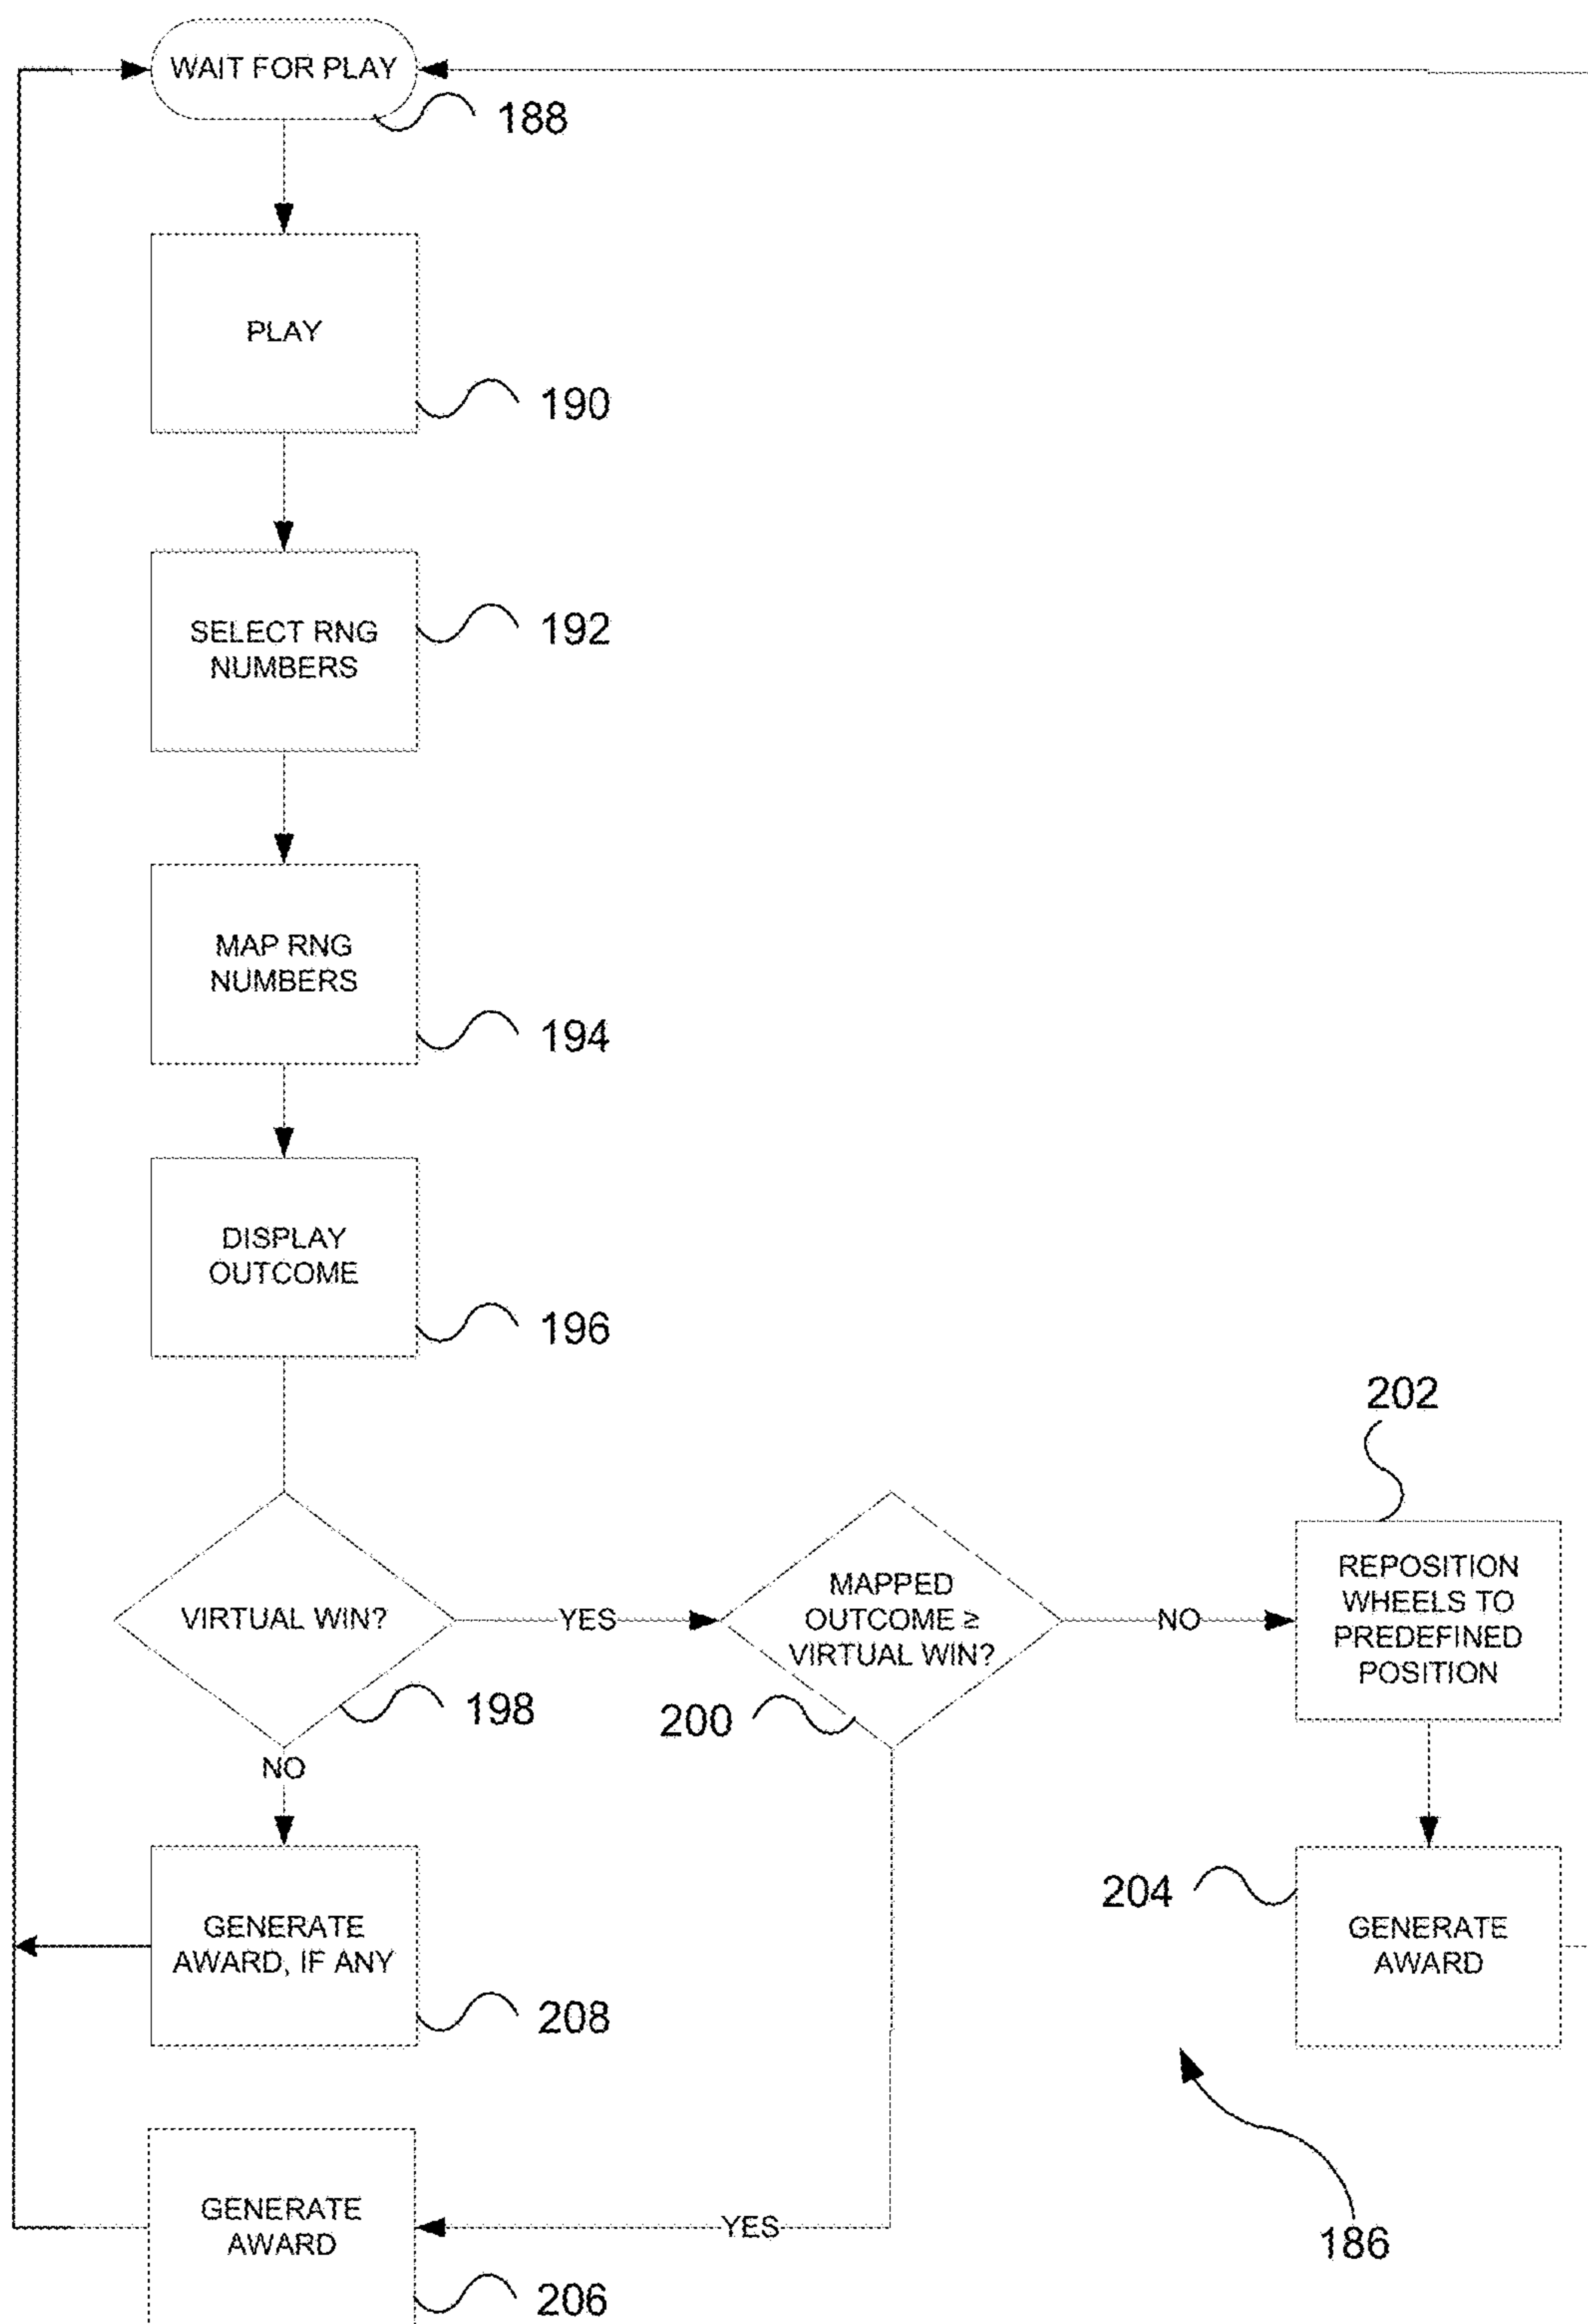 WAIT FOR PLAY
188
PLAY
190
SELECT RNG
NUMBERS
192
MAP RNG
NUMBERS
194
DISPLAY
OUTCOME
196
202
VIRTUAL WIN?
YES
MAPPED
OUTCOME ≥
VIRTUAL WIN?
NO
REPOSITION
WHEELS TO
PREDEFINED
POSITION
198
200
NO
GENERATE
AWARD, IF ANY
208
204
GENERATE
AWARD
GENERATE
AWARD
YES
206
186